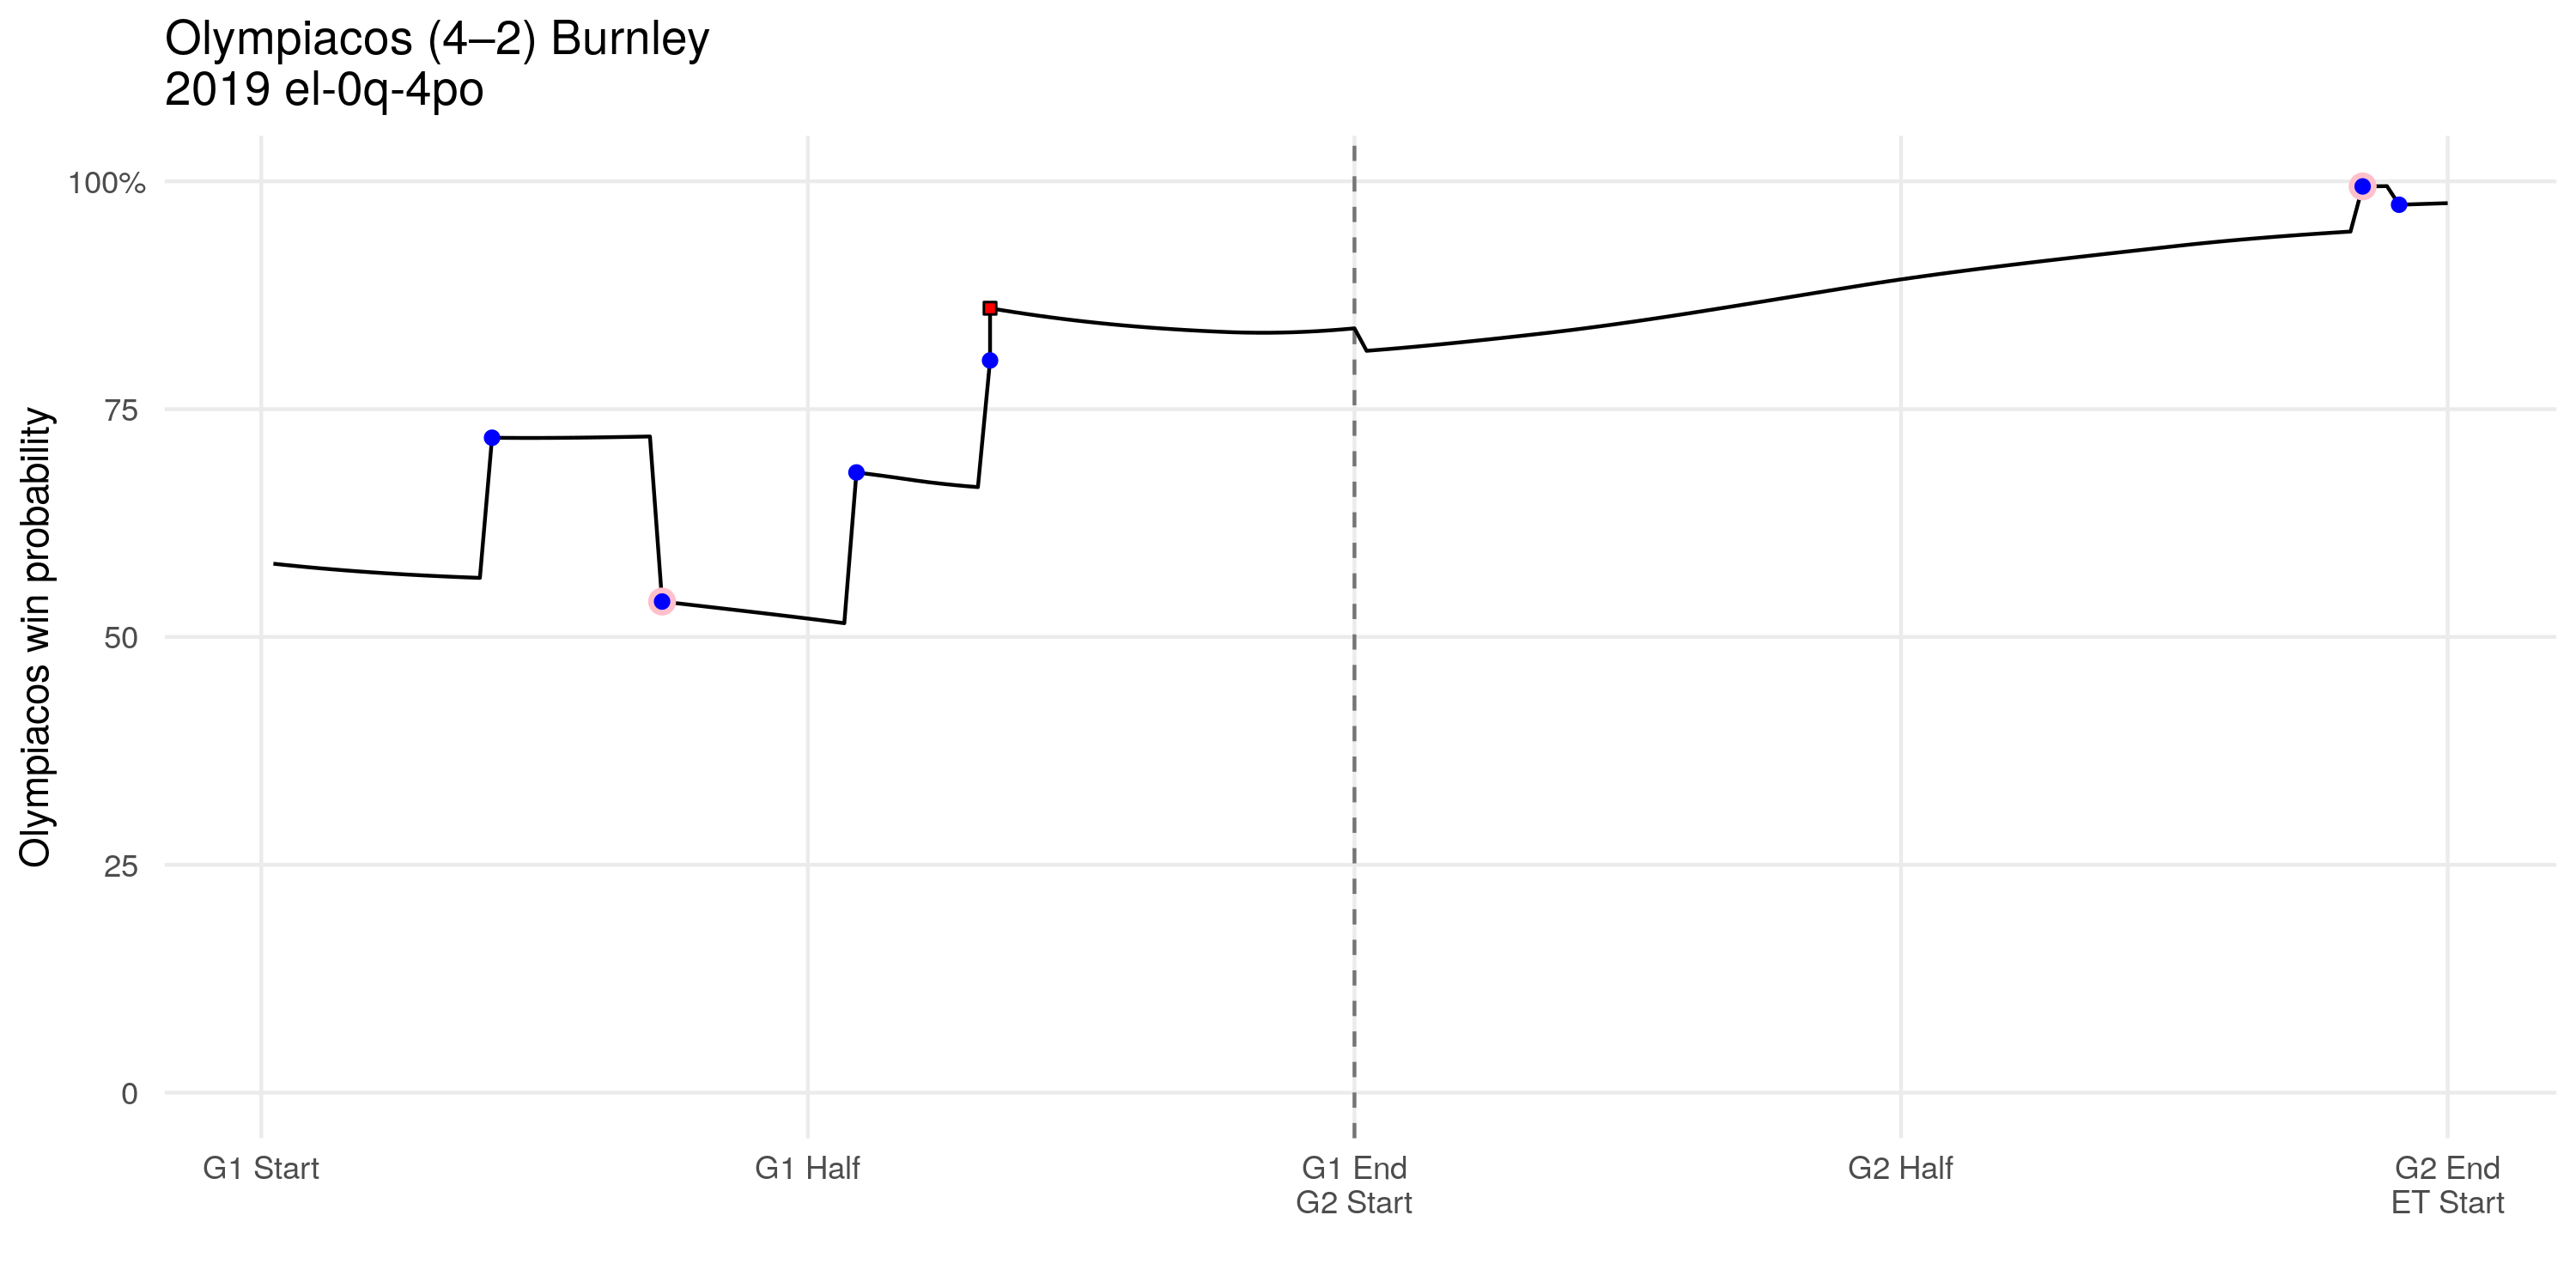 Olympiacos (4–2) Burnley
2019 el-0q-4po
Olympiacos win probability
100%
75
50
25
0
G1 Start
G1 Half
G1 End
G2 Start
G2 Half
G2 End
ET Start